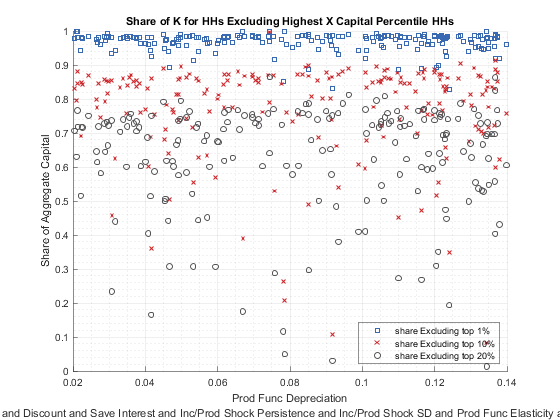 Share of K for HHs Excluding Highest X Capital Percentile HHs
1
0.9
0.8
0.7
0.6
0.5
0.4
0.3
0.2
0.1
0
Share of Aggregate Capital
share Excluding top 1%
share Excluding top 10%
share Excluding top 20%
0.02 0.04 0.06 0.08 0.1 0.12 0.14
Prod Func Depreciation
and Discount and Save Interest and Inc/Prod Shock Persistence and Inc/Prod Shock SD and Prod Func Elasticity a